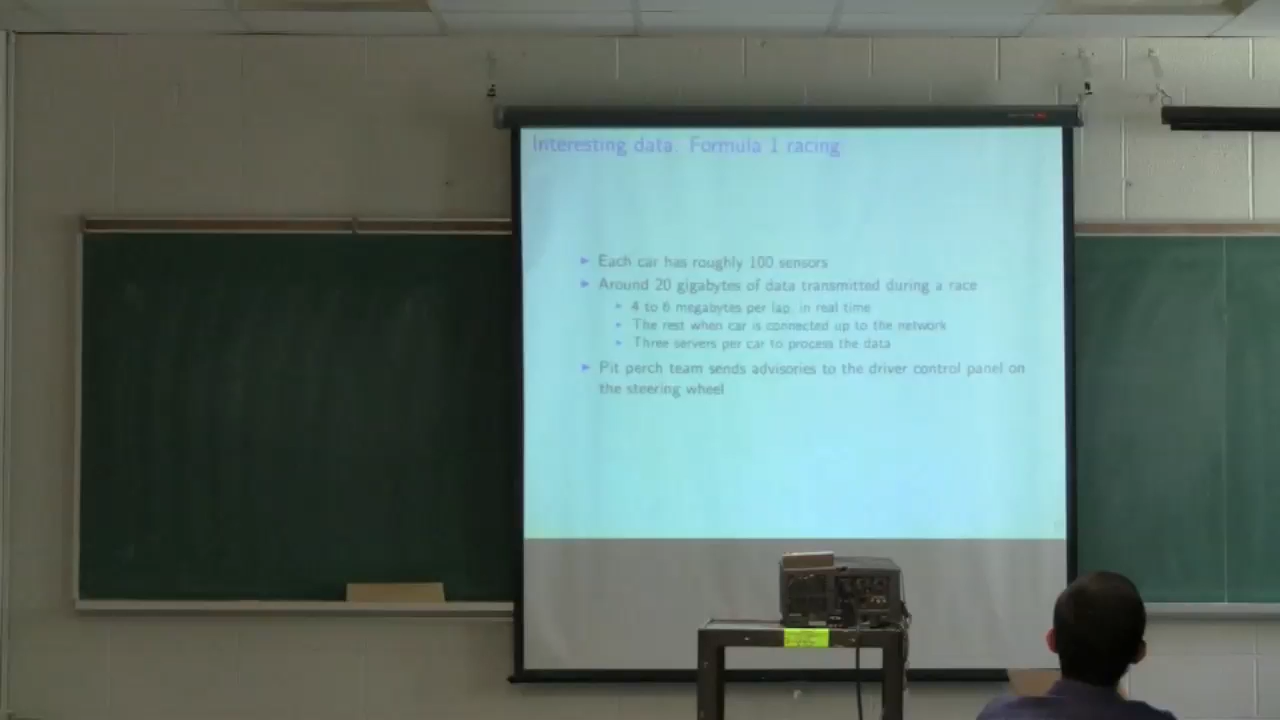 Interesting data. Formula 1 racing
Each car has roughly 100 sensors
Around 20 gigabytes of data transmitted during a race
4 to 6 megabytes per lap, in real time
The rest when car is connected up to the network
Three servers per car to process the data
Pit perch team sends advisories to the driver control panel on
the steering wheel